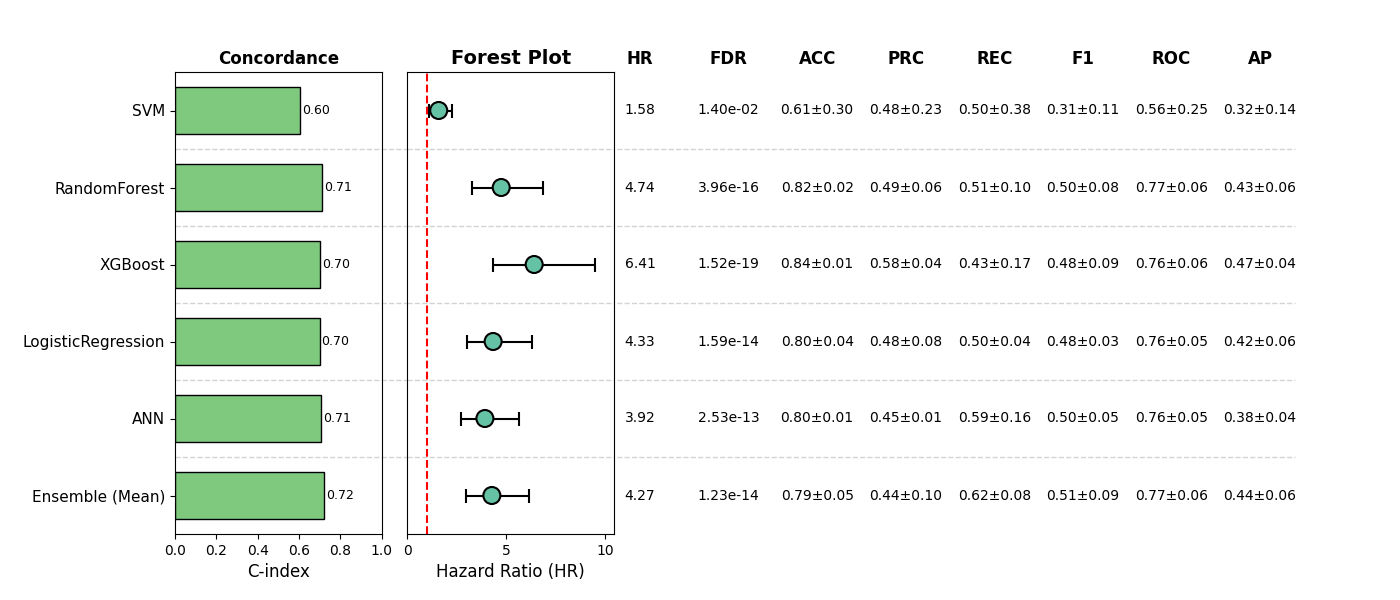 Concordance Forest Plot HR FDR ACC PRC REC F1 ROC AP
SVM 0.60 1.58 1.40e-02 0.61±0.30 0.48±0.23 0.50±0.38 0.31±0.11 0.56±0.25 0.32±0.14
RandomForest 0.71 4.74 3.96e-16 0.82±0.02 0.49±0.06 0.51±0.10 0.50±0.08 0.77±0.06 0.43±0.06
XGBoost 0.70 6.41 1.52e-19 0.84±0.01 0.58±0.04 0.43±0.17 0.48±0.09 0.76±0.06 0.47±0.04
LogisticRegression 0.70 4.33 1.59e-14 0.80±0.04 0.48±0.08 0.50±0.04 0.48±0.03 0.76±0.05 0.42±0.06
ANN 0.71 3.92 2.53e-13 0.80±0.01 0.45±0.01 0.59±0.16 0.50±0.05 0.76±0.05 0.38±0.04
Ensemble (Mean) 0.72 4.27 1.23e-14 0.79±0.05 0.44±0.10 0.62±0.08 0.51±0.09 0.77±0.06 0.44±0.06
0.0 0.2 0.4 0.6 0.8 1.0 0 5 10
C-index Hazard Ratio (HR)